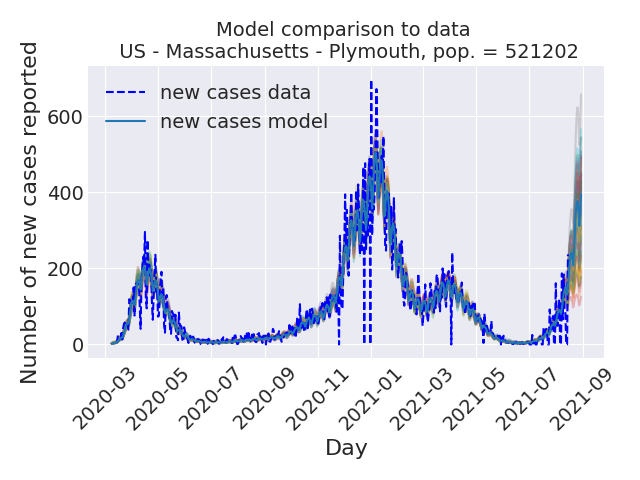 Model comparison to data
US - Massachusetts - Plymouth, pop. = 521202
Number of new cases reported
600
400
200
0
new cases data
new cases model
2020-03
2020-05
2020-07
2020-09
2020-11
2021-01
2021-03
2021-05
2021-07
2021-09
Day